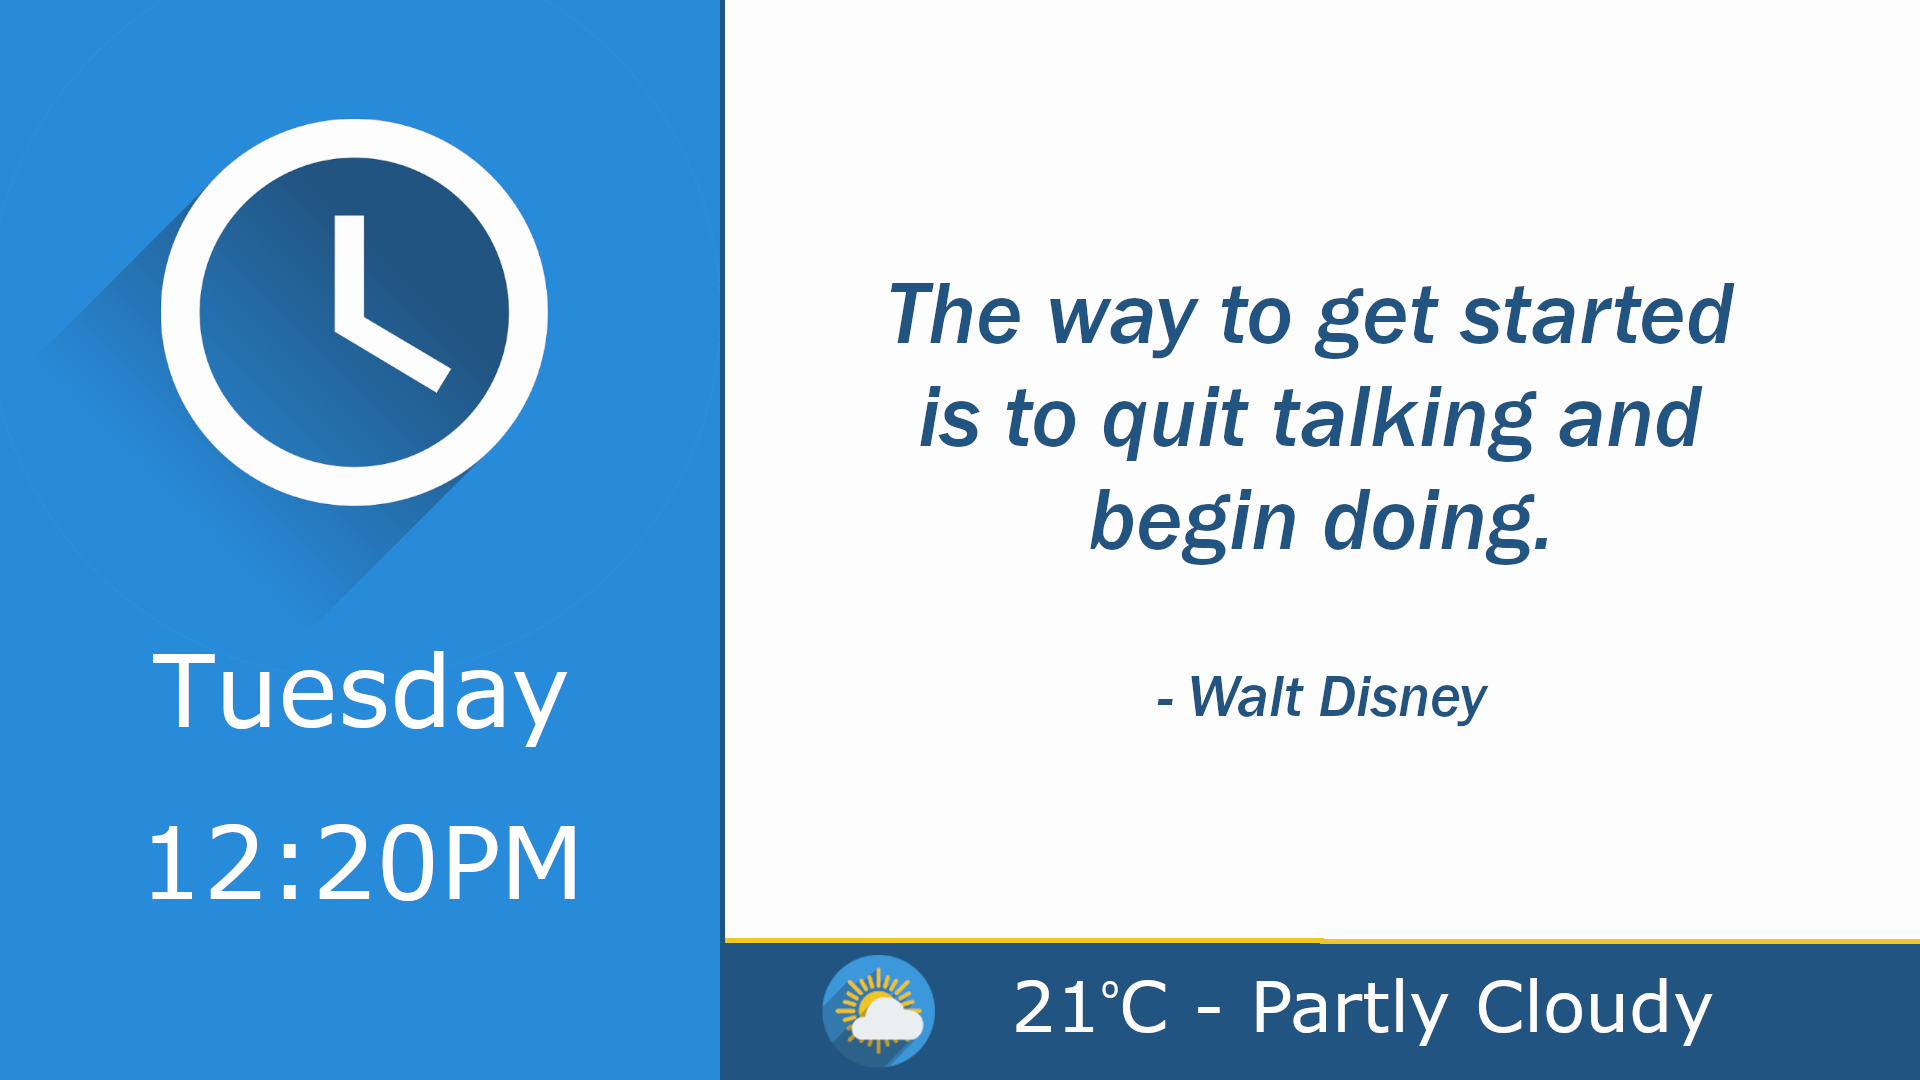 Tuesday
12:20PM
The way to get started
is to quit talking and
begin doing.
- Walt Disney
21°C - Partly Cloudy